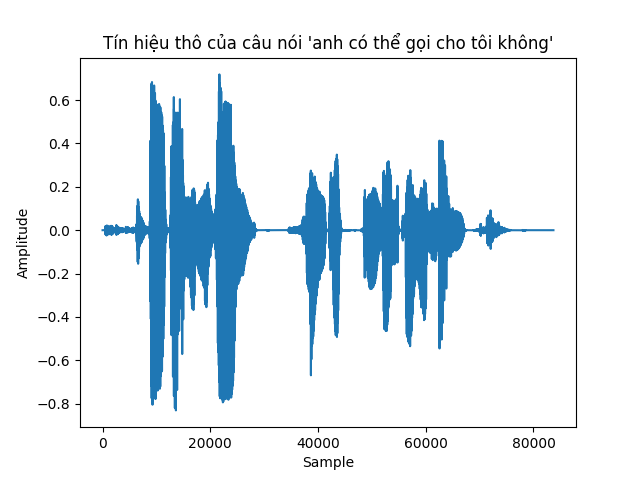 Tín hiệu thô của câu nói 'anh có thể gọi cho tôi không'
0.6
0.4
0.2
0.0
−0.2
−0.4
−0.6
−0.8
Amplitude
0 20000 40000 60000 80000
Sample